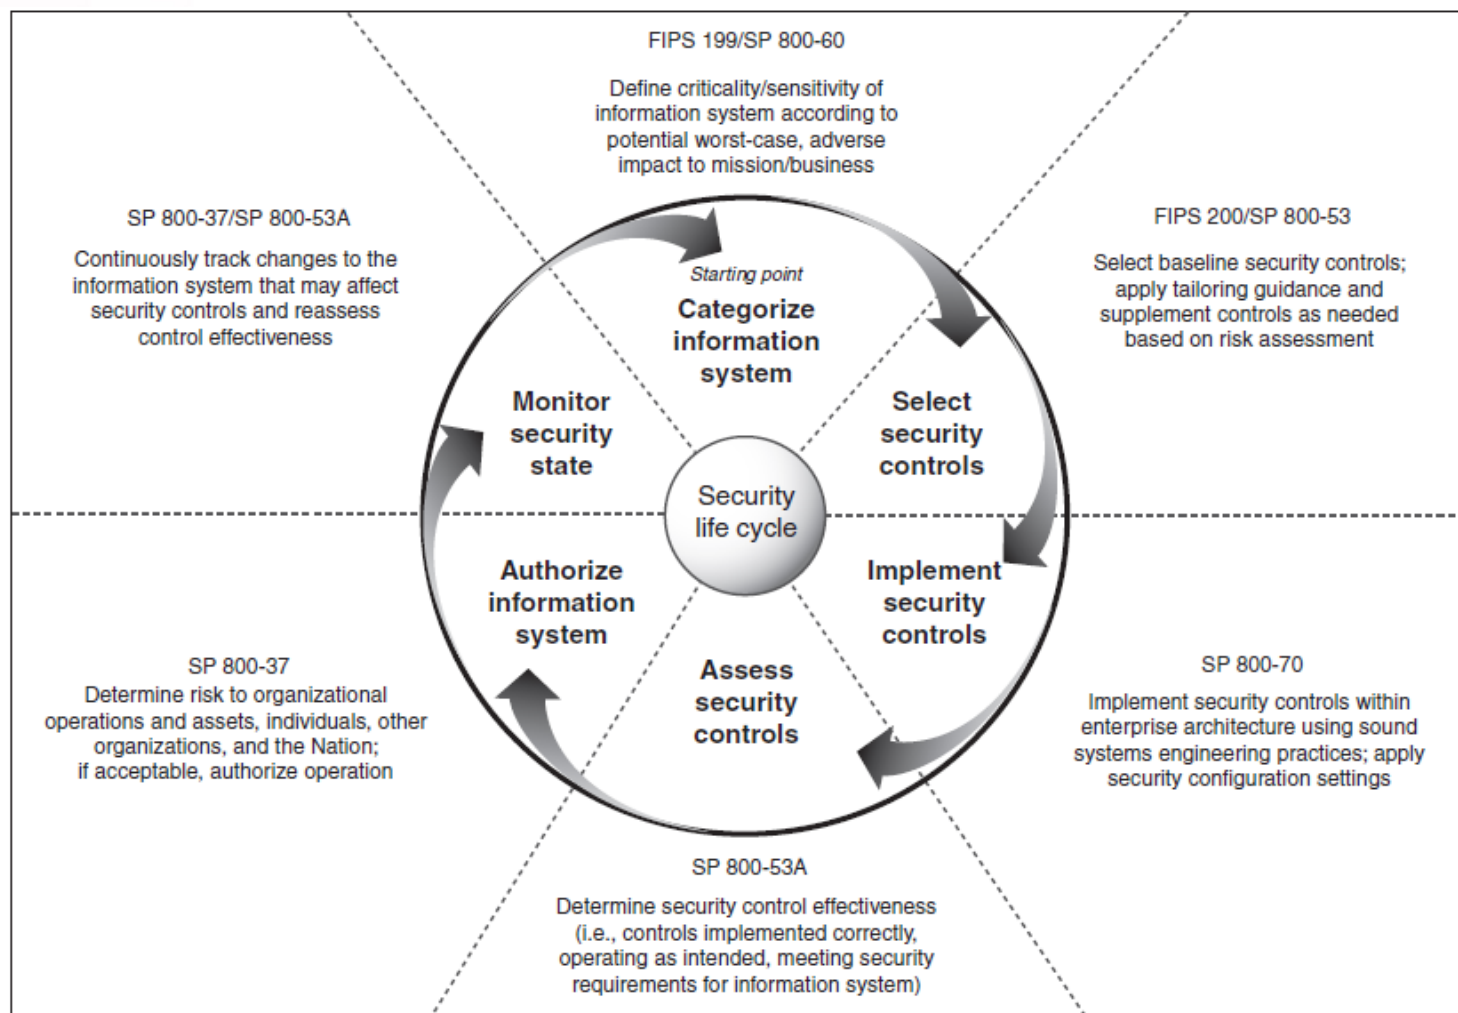 FIPS 199/SP 800-60
Define criticality/sensitivity of
information system according to
potential worst-case, adverse
impact to mission/business
SP 800-37/SP 800-53A
Continuously track changes to the
information system that may affect
security controls and reassess
control effectiveness
FIPS 200/SP 800-53
Select baseline security controls;
apply tailoring guidance and
supplement controls as needed
based on risk assessment
Starting point
Categorize
information
system
Monitor
security
state
Select
security
controls
Security
life cycle
Authorize
information
system
Implement
security
controls
Assess
security
controls
SP 800-37
Determine risk to organizational
operations and assets, individuals, other
organizations, and the Nation;
if acceptable, authorize operation
SP 800-70
Implement security controls within
enterprise architecture using sound
systems engineering practices; apply
security configuration settings
SP 800-53A
Determine security control effectiveness
(i.e., controls implemented correctly,
operating as intended, meeting security
requirements for information system)